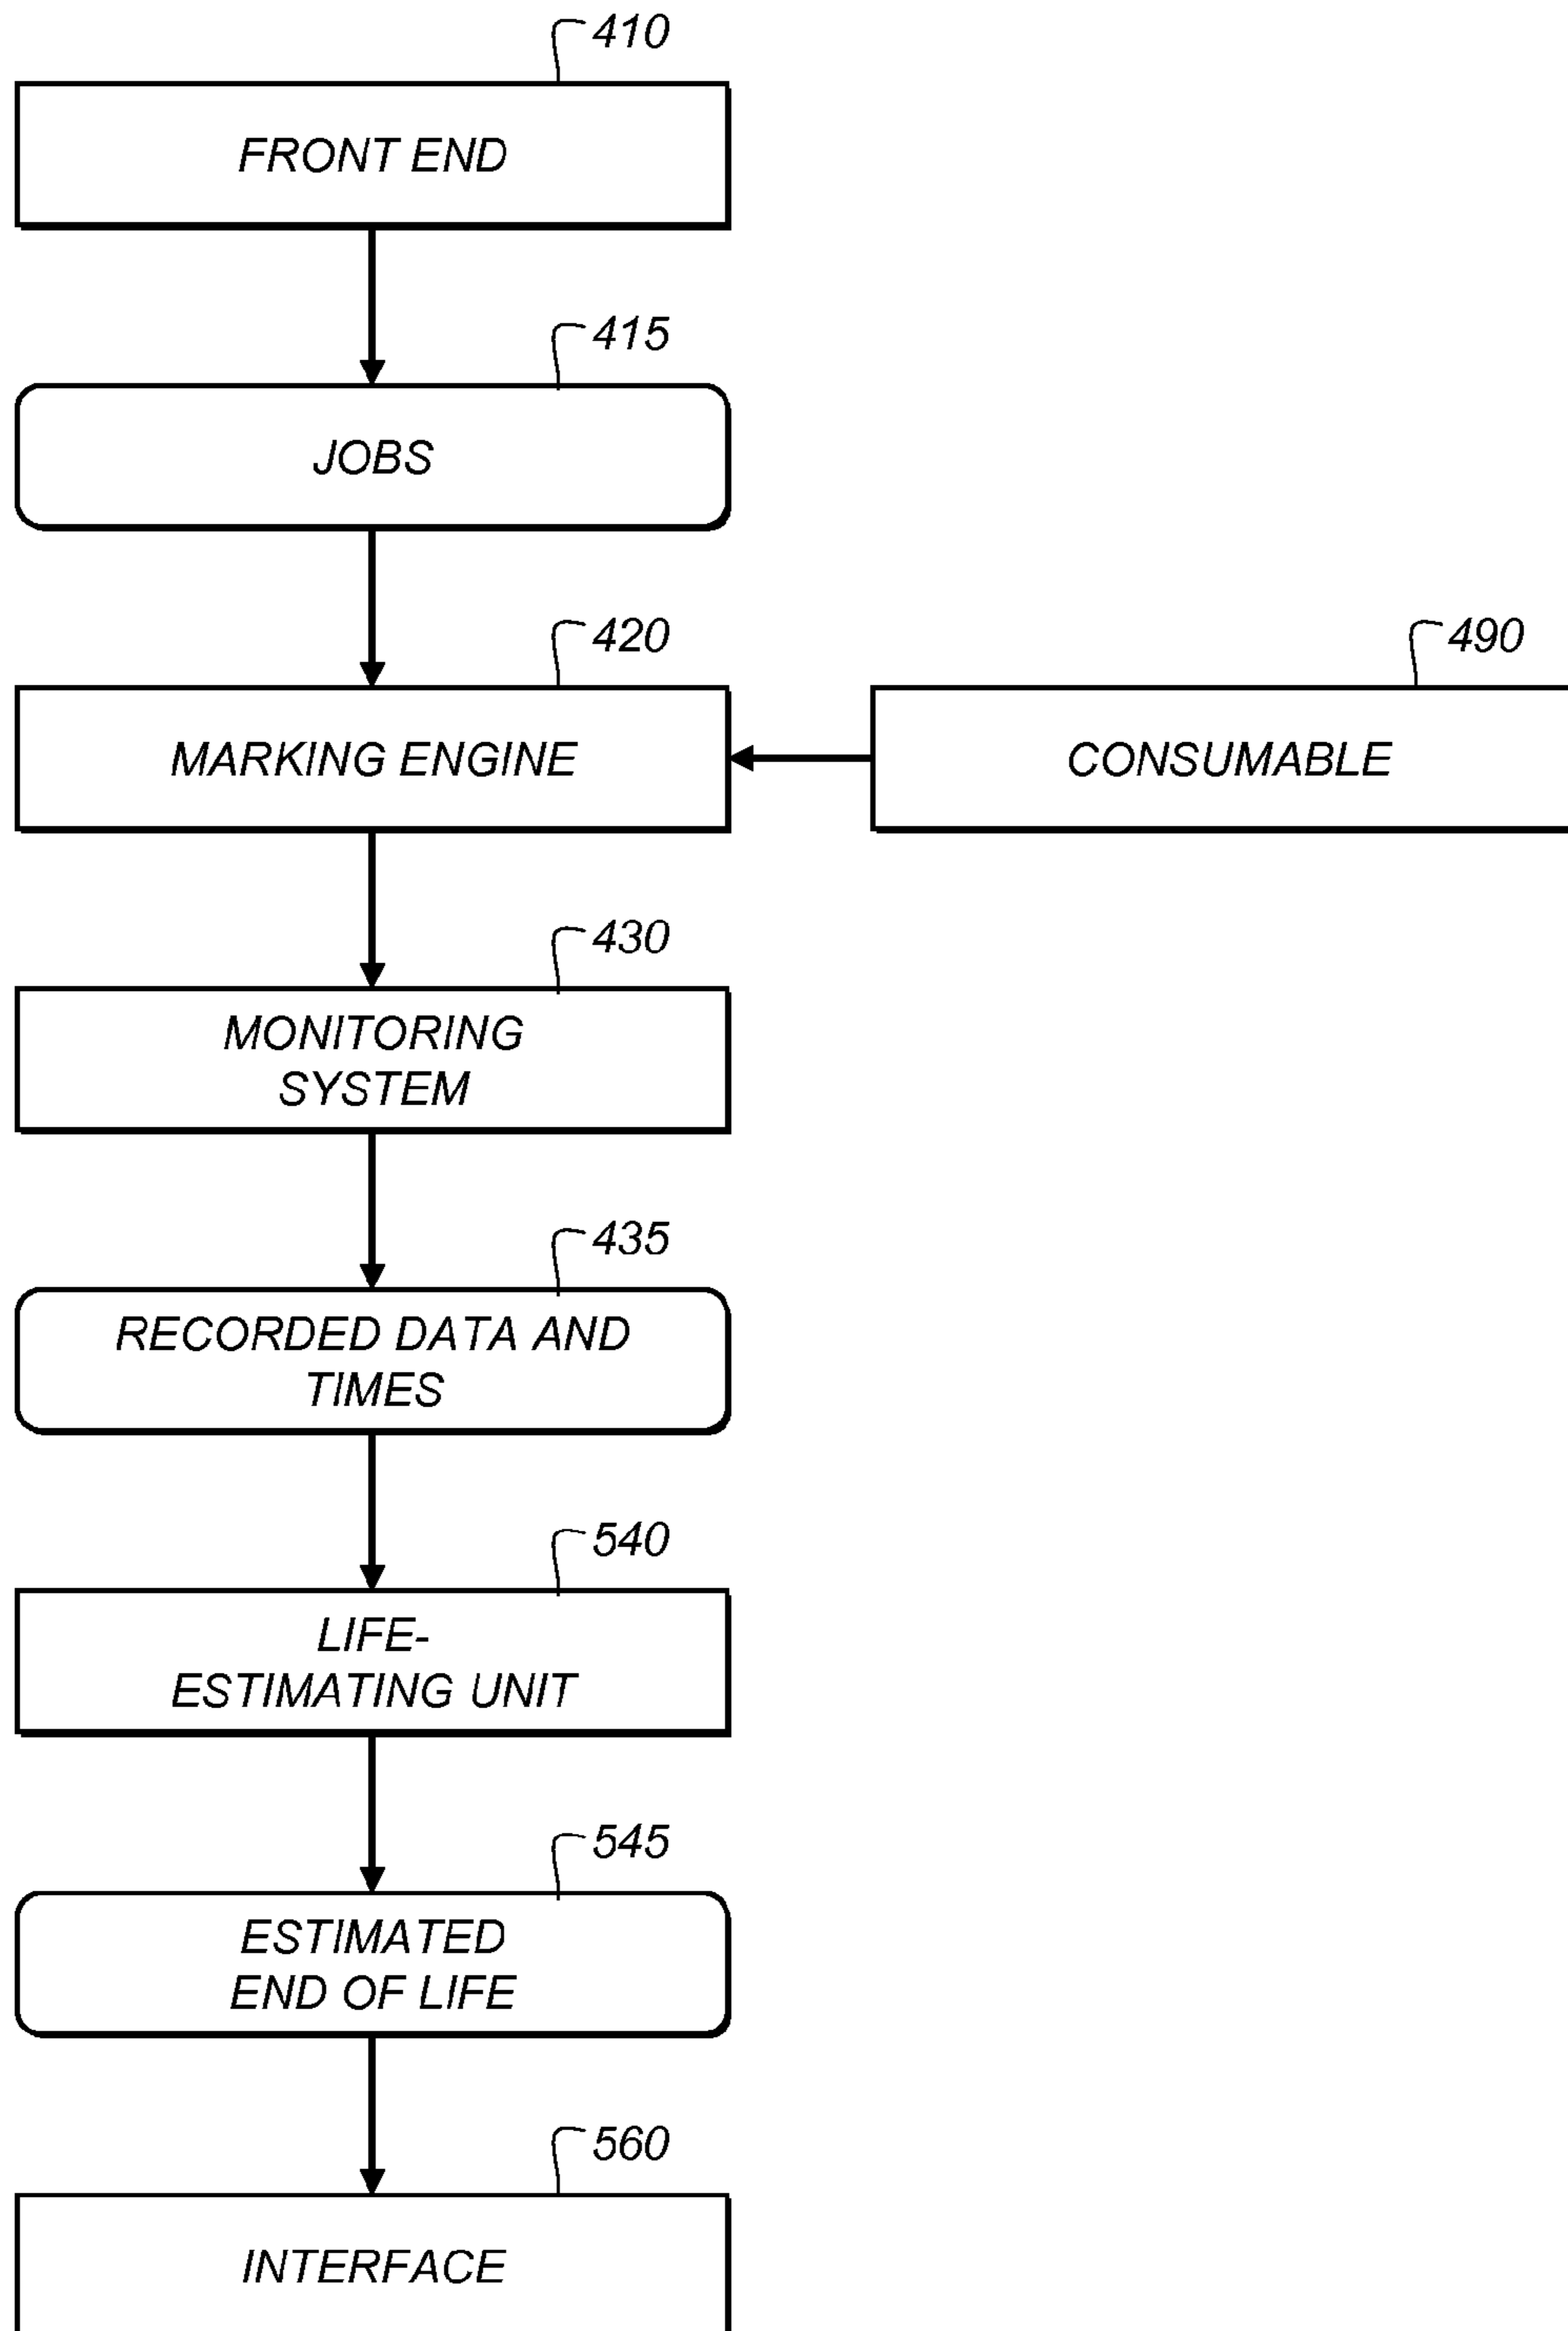 410
FRONT END
415
JOBS
420
MARKING ENGINE
490
CONSUMABLE
430
MONITORING
SYSTEM
435
RECORDED DATA AND
TIMES
540
LIFE-
ESTIMATING UNIT
545
ESTIMATED
END OF LIFE
560
INTERFACE